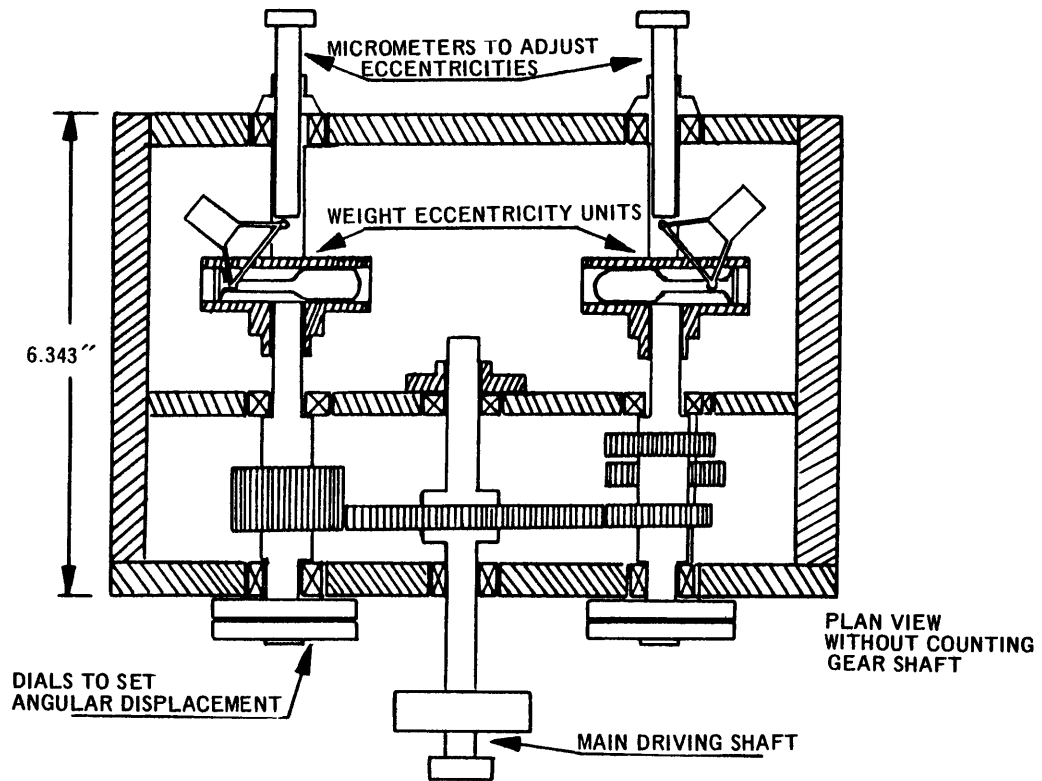 MICROMETERS TO ADJUST
ECCENTRICITIES
WEIGHT ECCENTRICITY UNITS
6.343″
PLAN VIEW
WITHOUT COUNTING
GEAR SHAFT
DIALS TO SET
ANGULAR DISPLACEMENT
MAIN DRIVING SHAFT